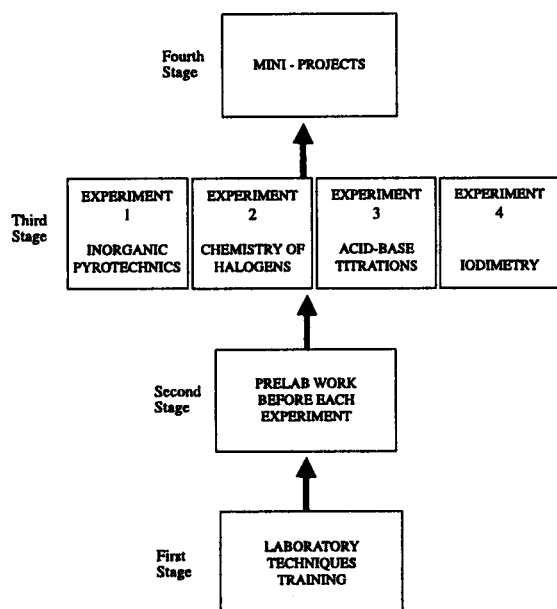 Fourth
Stage
MINI - PROJECTS
Third
Stage
EXPERIMENT
1
INORGANIC
PYROTECHNICS
EXPERIMENT
2
CHEMISTRY OF
HALOGENS
EXPERIMENT
3
ACID-BASE
TITRATIONS
EXPERIMENT
4
IODIMETRY
Second
Stage
PRELAB WORK
BEFORE EACH
EXPERIMENT
First
Stage
LABORATORY
TECHNIQUES
TRAINING